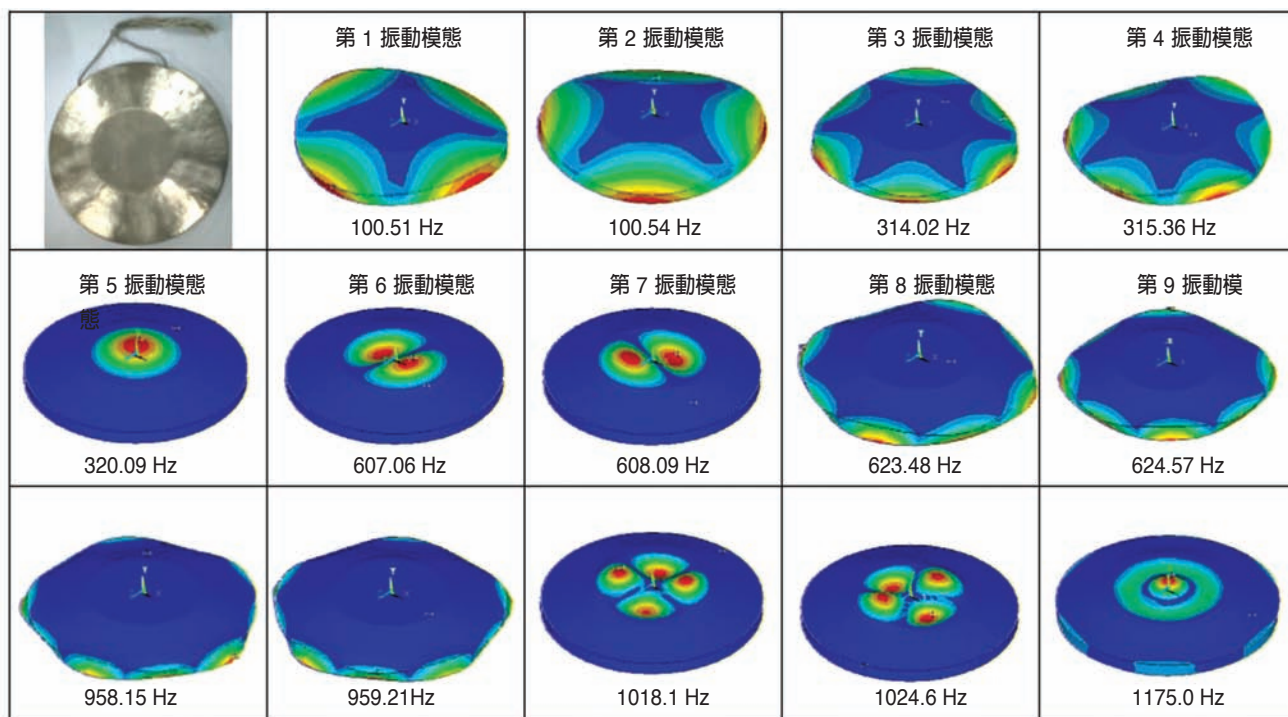 第 1 振動模態
100.51 Hz
第 2 振動模態
100.54 Hz
第 3 振動模態
314.02 Hz
第 4 振動模態
315.36 Hz
第 5 振動模態
態
320.09 Hz
第 6 振動模態
607.06 Hz
第 7 振動模態
608.09 Hz
第 8 振動模態
623.48 Hz
第 9 振動模
624.57 Hz
958.15 Hz
959.21Hz
1018.1 Hz
1024.6 Hz
1175.0 Hz